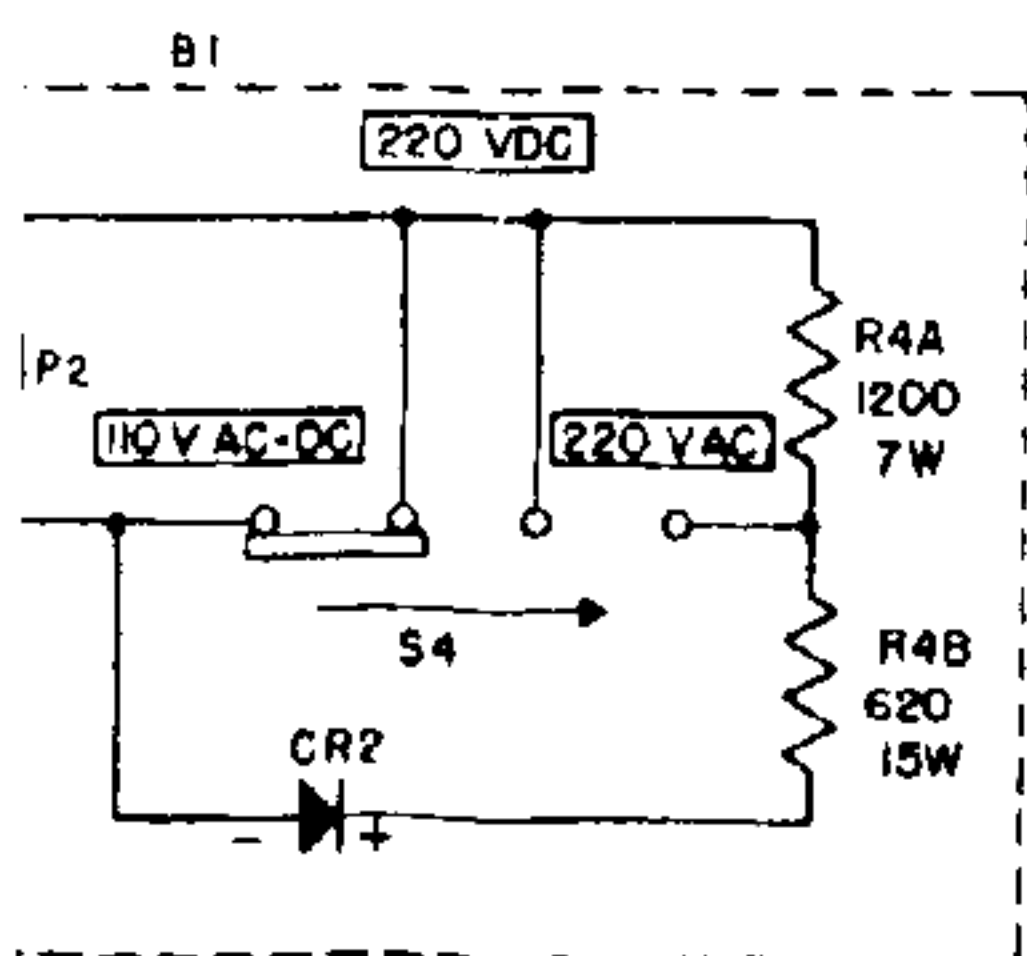 B1
220 VDC
P2
110 V AC-DC
220 VAC
R4A
1200
7W
S4
R4B
620
15W
CR2
- +